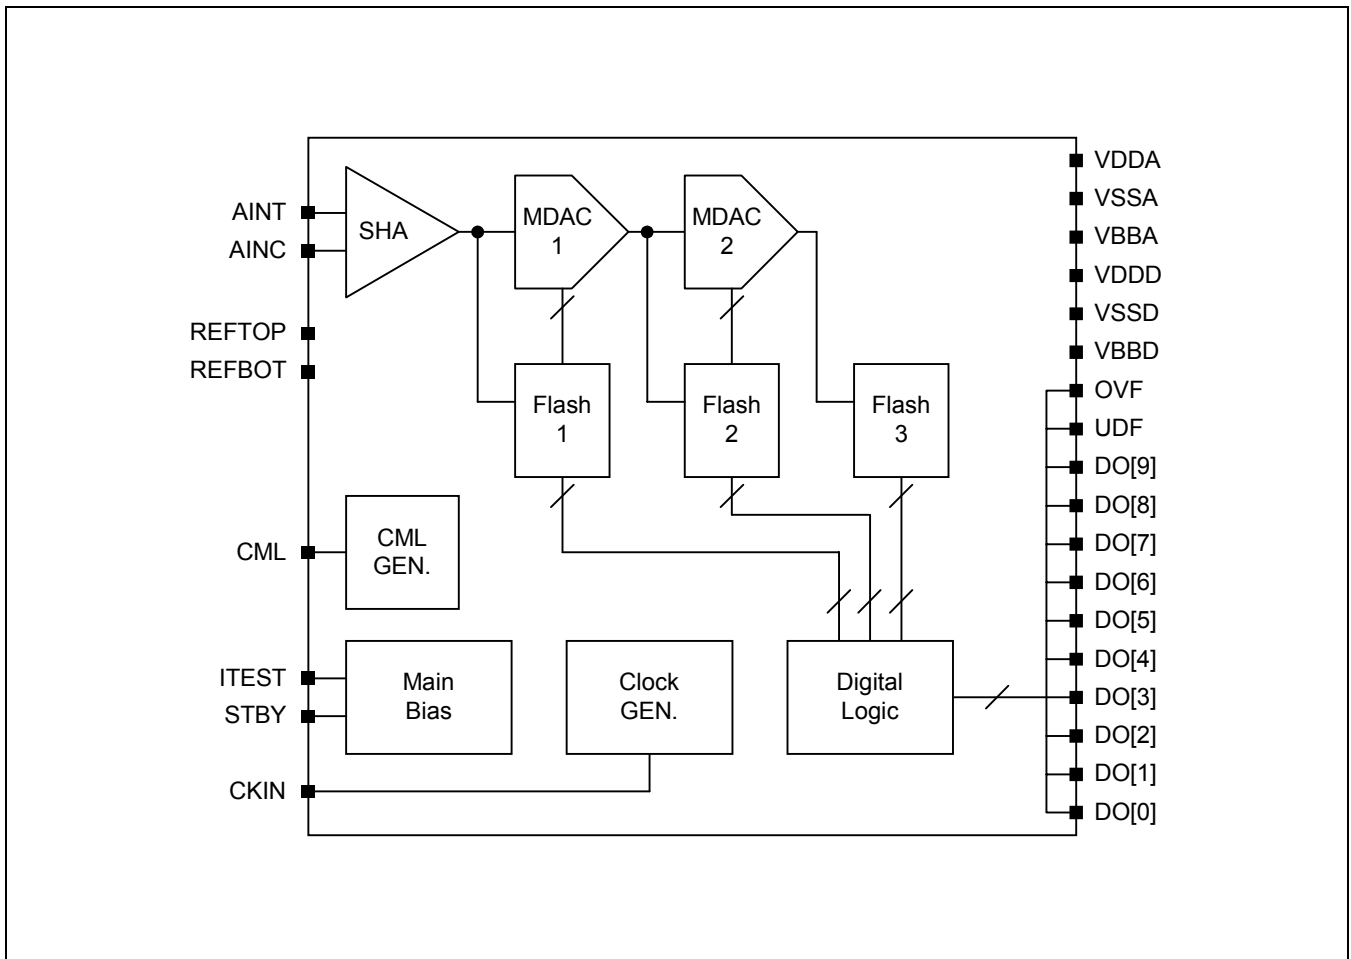 AINT
AINC
REFTOP
REFBOT
CML
ITEST
STBY
CKIN
SHA
MDAC
1
MDAC
2
Flash
1
Flash
2
Flash
3
CML
GEN.
Main
Bias
Clock
GEN.
Digital
Logic
VDDA
VSSA
VBBA
VDDD
VSSD
VBBD
OVF
UDF
DO[9]
DO[8]
DO[7]
DO[6]
DO[5]
DO[4]
DO[3]
DO[2]
DO[1]
DO[0]